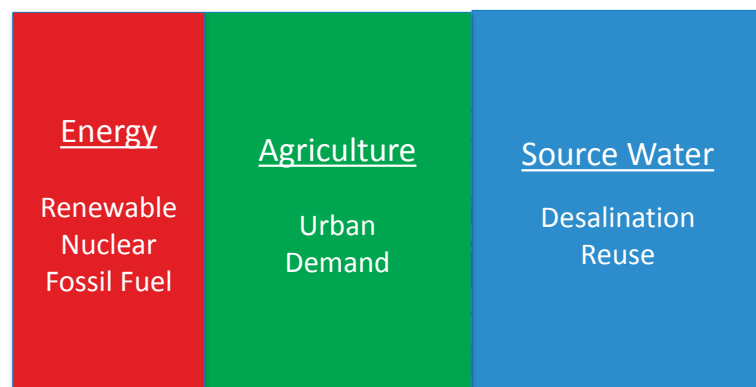 Energy
Renewable
Nuclear
Fossil Fuel
Agriculture
Urban
Demand
Source Water
Desalination
Reuse